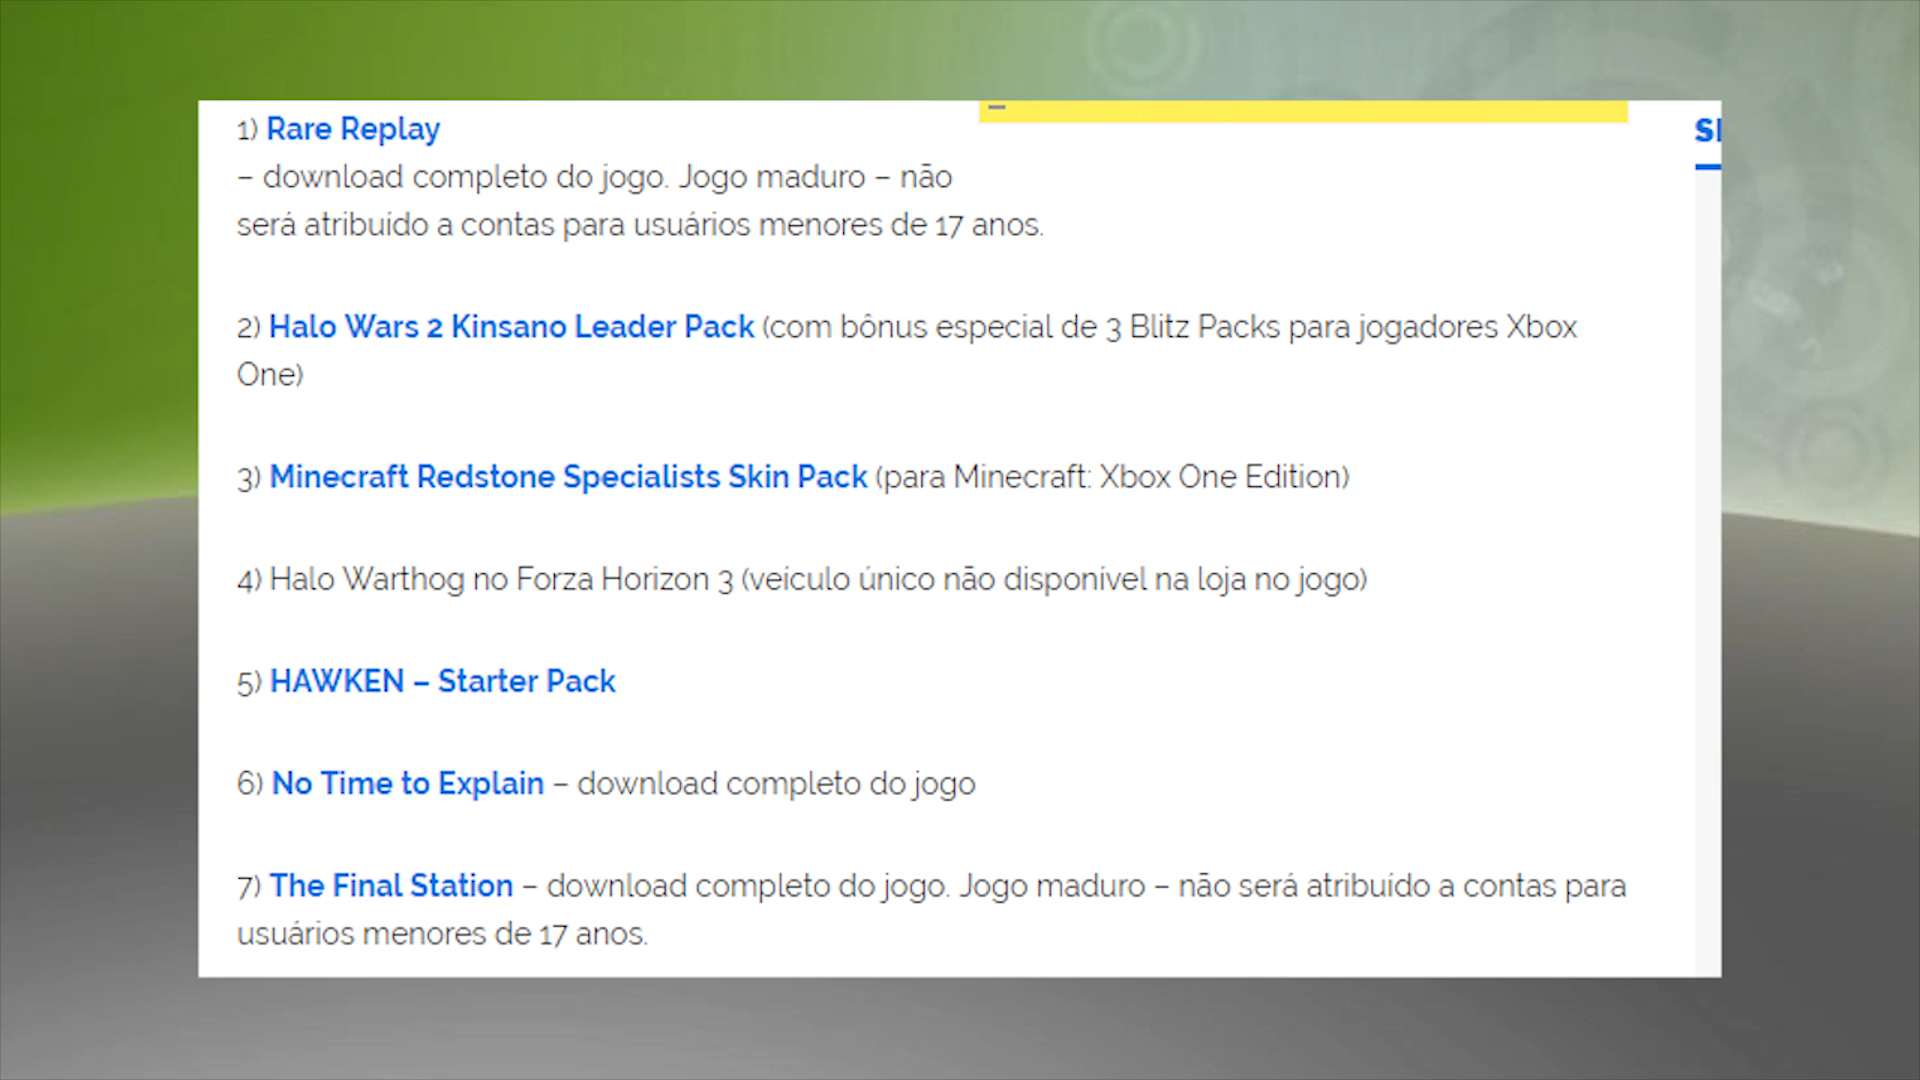 1) Rare Replay
SI
– download completo do jogo. Jogo maduro – não
será atribuído a contas para usuários menores de 17 anos.
2) Halo Wars 2 Kinsano Leader Pack (com bônus especial de 3 Blitz Packs para jogadores Xbox
One)
3) Minecraft Redstone Specialists Skin Pack (para Minecraft: Xbox One Edition)
4) Halo Warthog no Forza Horizon 3 (veículo único não disponível na loja no jogo)
5) HAWKEN – Starter Pack
6) No Time to Explain – download completo do jogo
7) The Final Station – download completo do jogo. Jogo maduro – não será atribuído a contas para
usuários menores de 17 anos.